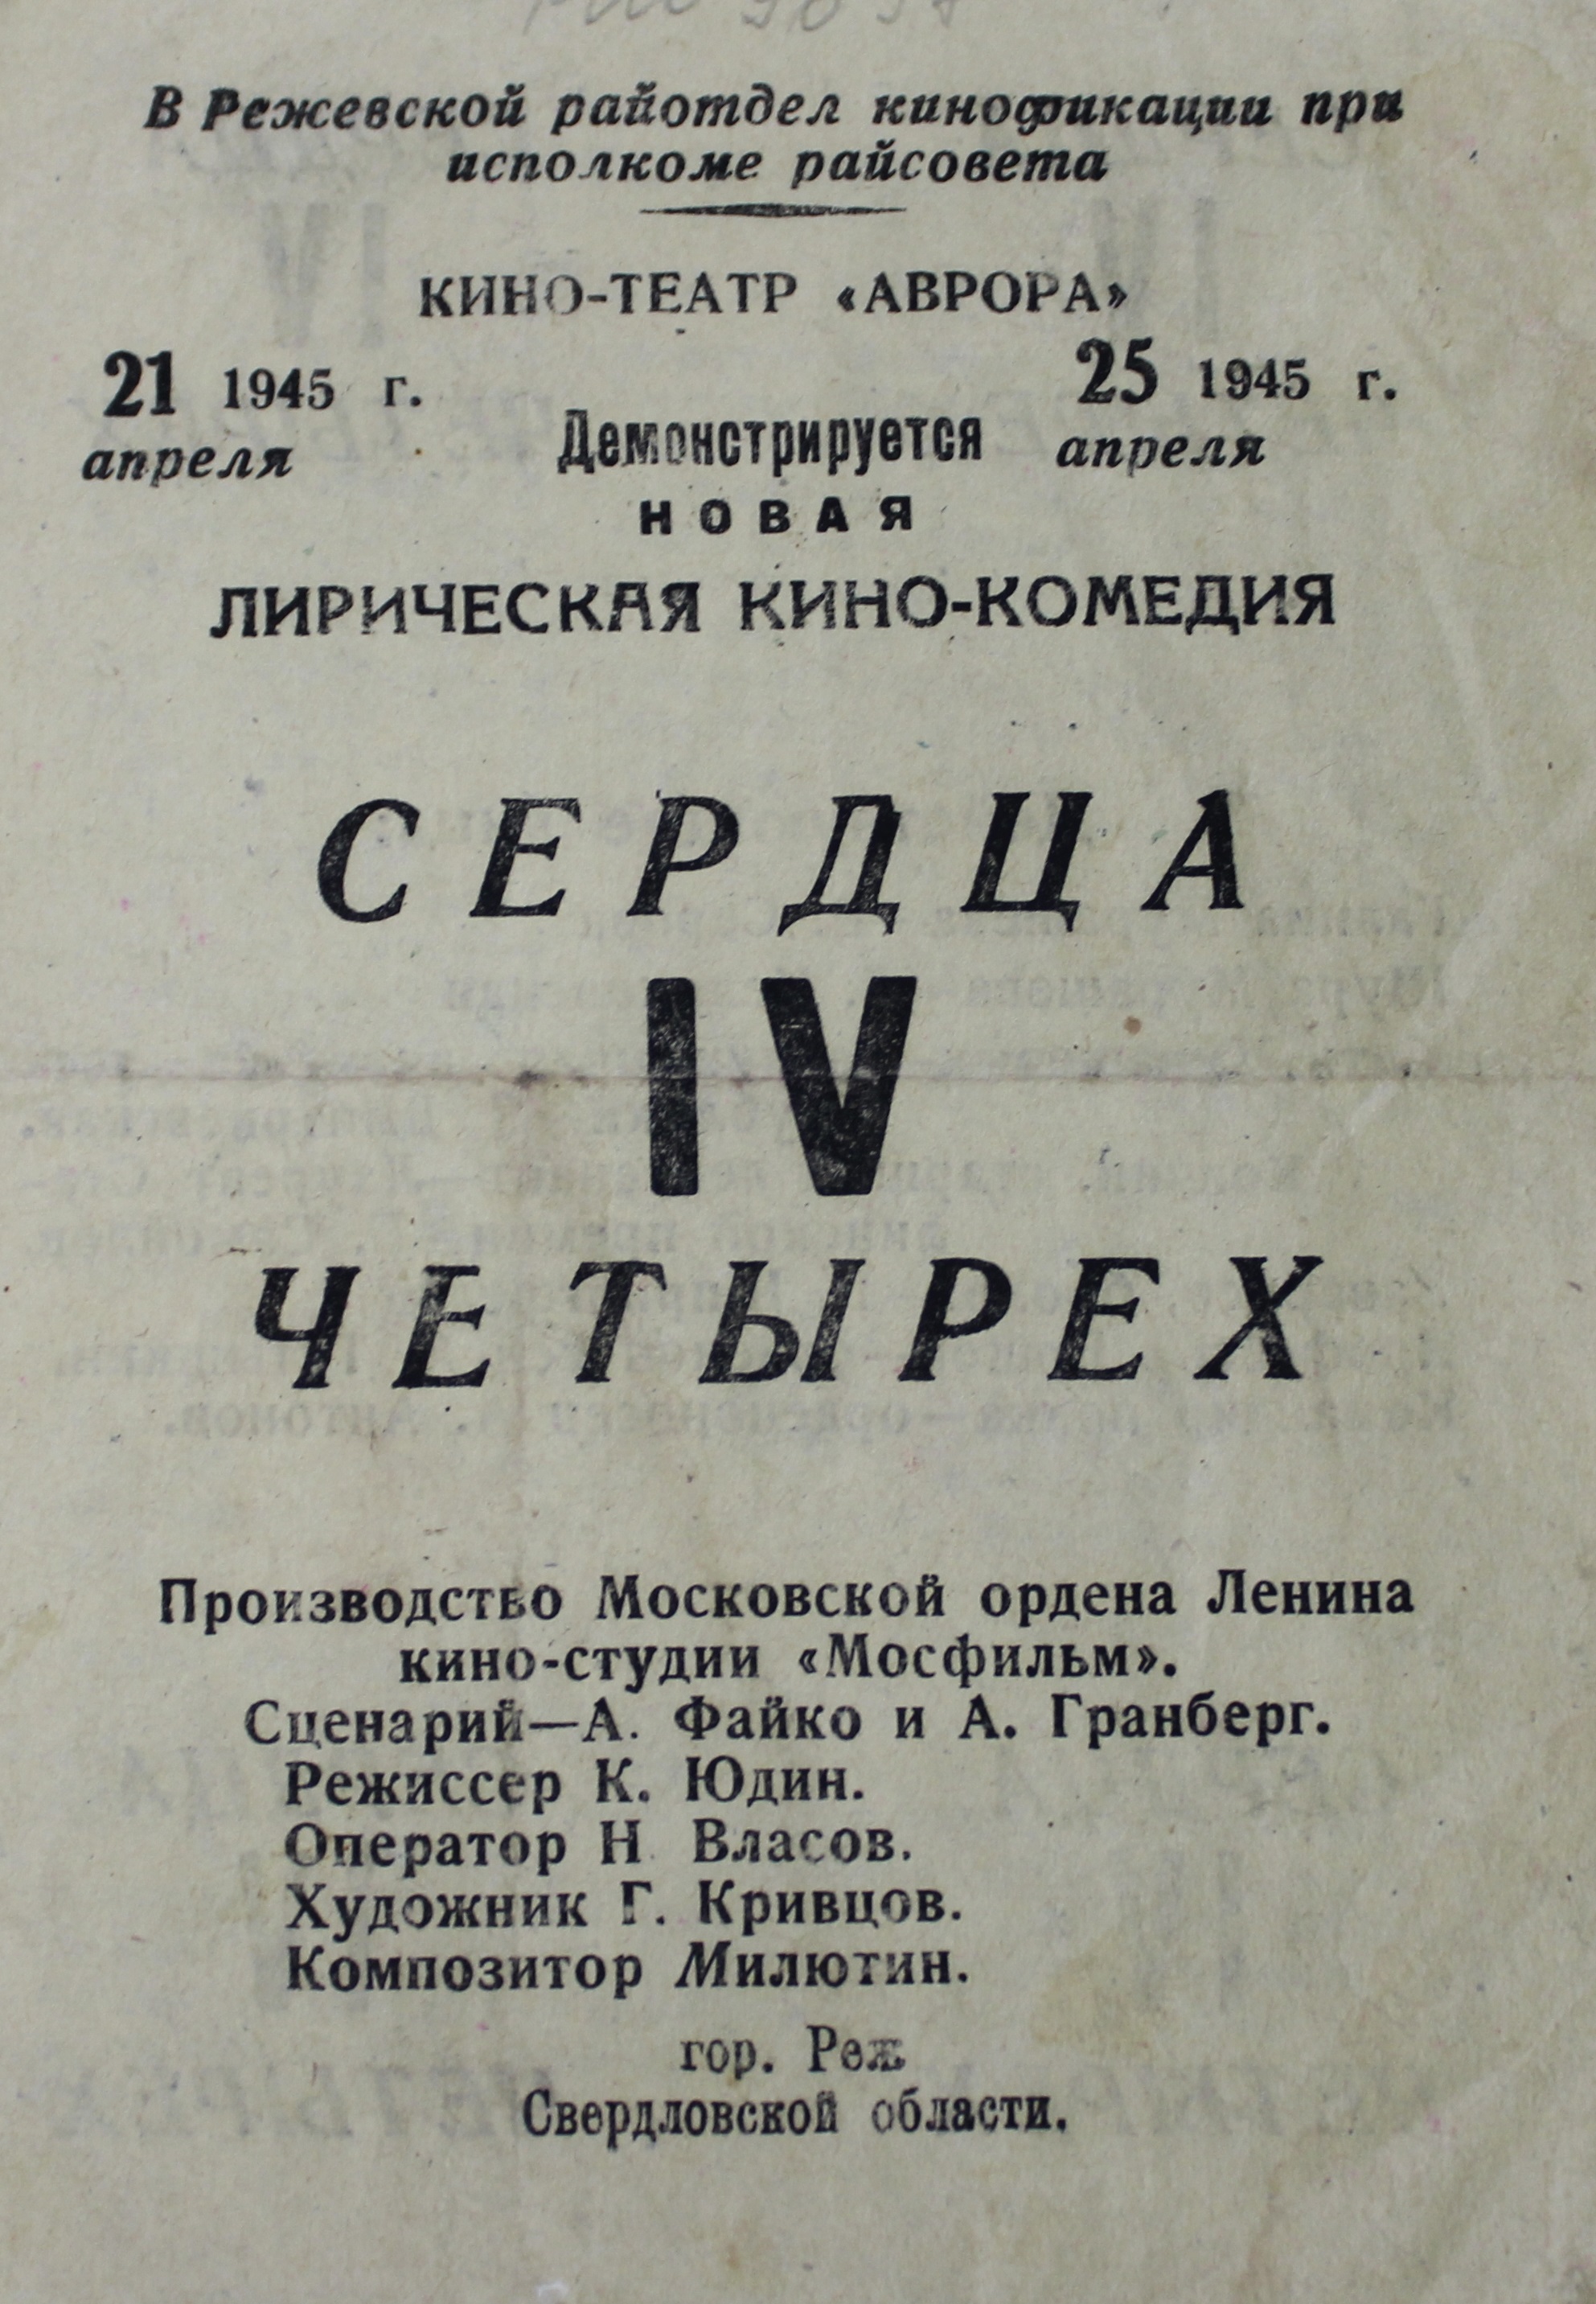 В Режевской райотдел кинофикации при
исполкоме райсовета
КИНО-ТЕАТР «АВРОРА»
21 1945 г.
апреля
25 1945 г.
апреля
Демонстрируется
НОВАЯ
ЛИРИЧЕСКАЯ КИНО-КОМЕДИЯ
СЕРДЦА
IV
ЧЕТЫРЕХ
Производство Московской ордена Ленина
кино-студии «Мосфильм».
Сценарий—А. Файко и А. Гранберг.
Режиссер К. Юдин.
Оператор Н. Власов.
Художник Г. Кривцов.
Композитор Милютин.
гор. Реж
Свердловской области.